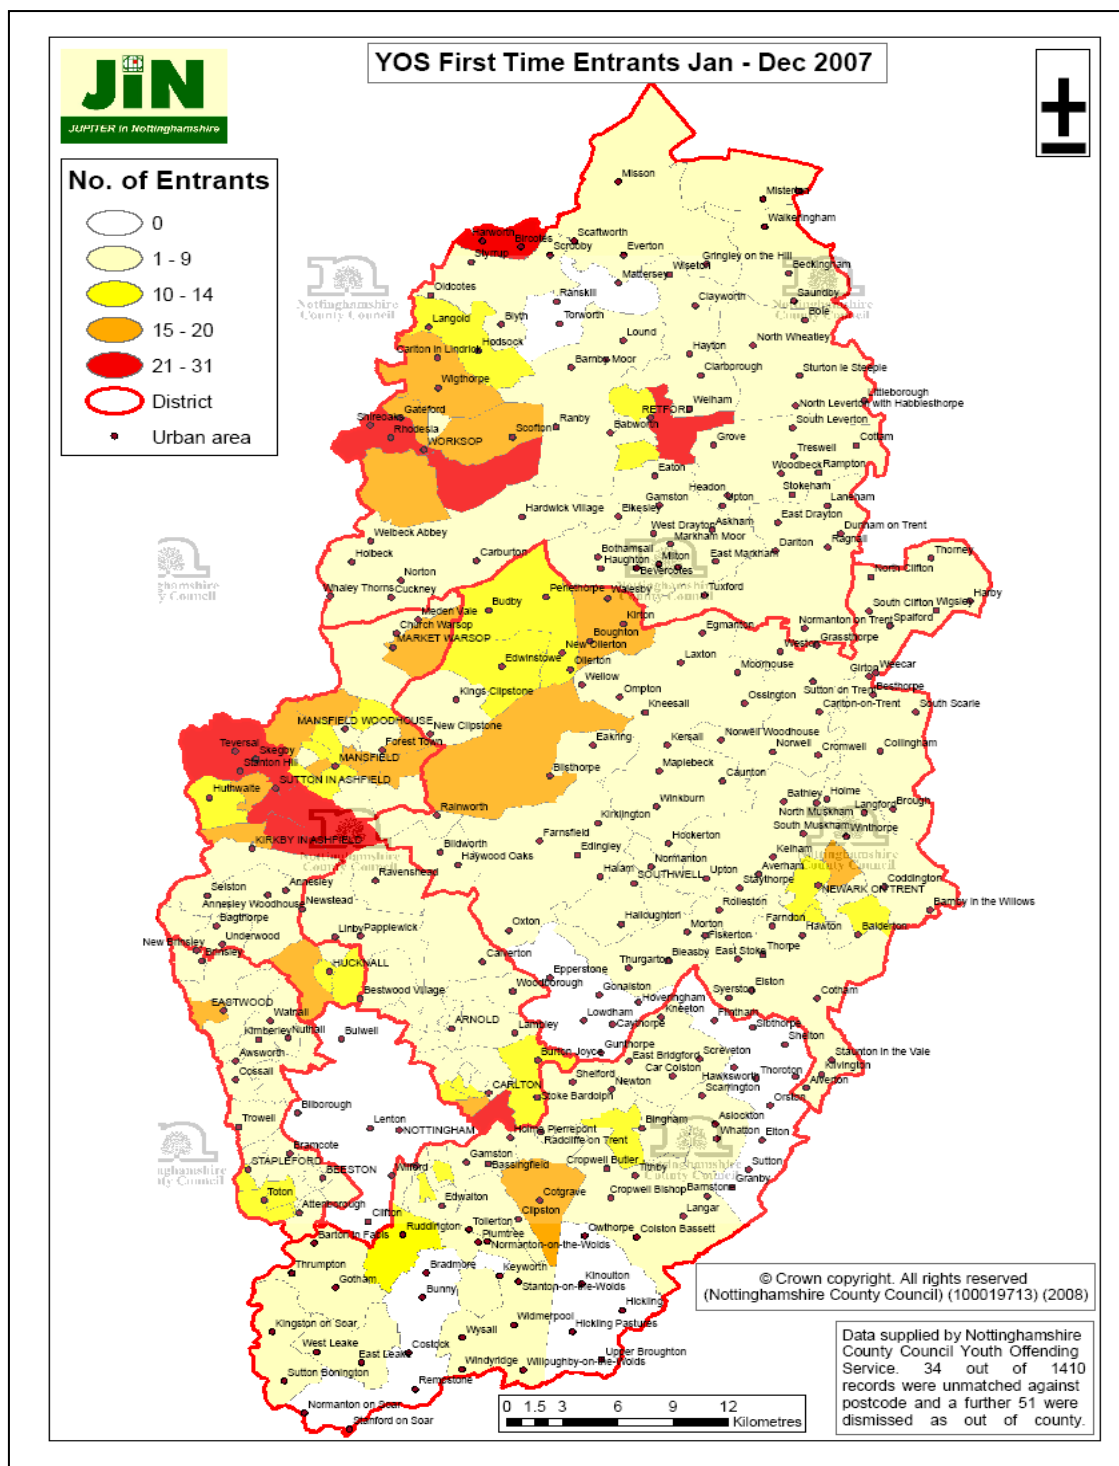 YOS First Time Entrants Jan - Dec 2007
JiN
JUPITER in Nottinghamshire
No. of Entrants
0
1 - 9
10 - 14
15 - 20
21 - 31
District
Urban area
Misson
Misterton
Walkeringham
Harworth
Bircotes
Scaftworth
Styrrup
Scrooby
Everton
Gringley on the Hill
Mattersey
Wiseton
Beckingham
Oldcotes
Ranskill
Clayworth
Saundby
Langold
Blyth
Torworth
Bole
Hodsock
Lound
Hayton
North Wheatley
Carlton in Lindrick
Barnby Moor
Clarborough
Sturton le Steeple
Wigthorpe
Littleborough
Gateford
RETFORD
Welham
North Leverton with Habblesthorpe
Shireoaks
Ranby
Babworth
South Leverton
Rhodesia
WORKSOP
Scofton
Grove
Cottam
Treswell
Eaton
Woodbeck
Rampton
Headon
Stokeham
Hardwick Village
Elkesley
Gamston
Upton
Laneham
West Drayton
Askham
East Drayton
Welbeck Abbey
Markham Moor
Dunham on Trent
Holbeck
Carburton
Bothamsall
Milton
East Markham
Darlton
Ragnall
Haughton
Bevercotes
Thorney
Norton
North Clifton
Whaley Thorns
Cuckney
Perlethorpe
Walesby
Tuxford
Harby
Meden Vale
Budby
Kirton
South Clifton
Wigsley
Church Warsop
Boughton
Egmanton
Normanton on Trent
Spalford
MARKET WARSOP
New Ollerton
Weston
Grassthorpe
Edwinstowe
Ollerton
Laxton
Moorhouse
Girton
Weecar
Wellow
Besthorpe
Kings Clipstone
Ompton
Ossington
Sutton on Trent
Kneesall
Carlton-on-Trent
South Scarle
MANSFIELD WOODHOUSE
New Clipstone
Teversal
Skegby
Forest Town
Eakring
Kersall
Norwell Woodhouse
Stanton Hill
MANSFIELD
Norwell
Cromwell
Collingham
SUTTON IN ASHFIELD
Bilsthorpe
Maplebeck
Caunton
Huthwaite
Rainworth
Winkburn
Bathley
Holme
Kirklington
North Muskham
Langford
Brough
KIRKBY IN ASHFIELD
Farnsfield
Hockerton
South Muskham
Winthorpe
Blidworth
Edingley
Kelham
Haywood Oaks
Normanton
Averham
Ravenshead
Halam
SOUTHWELL
Upton
Staythorpe
Coddington
Selston
Annesley
NEWARK ON TRENT
Annesley Woodhouse
Newstead
Rolleston
Barnby in the Willows
Bagthorpe
Oxton
Halloughton
Morton
Farndon
Hawton
Balderton
New Brinsley
Underwood
Linby
Papplewick
Fiskerton
Brinsley
Calverton
Thurgarton
Bleasby
East Stoke
Thorpe
HUCKNALL
Epperstone
Woodborough
Gonalston
Elston
EASTWOOD
Bestwood Village
Hoveringham
Syerston
Cotham
Watnall
ARNOLD
Lambley
Lowdham
Caythorpe
Kneeton
Flintham
Sibthorpe
Kimberley
Nuthall
Bulwell
Shelton
Awsworth
Burton Joyce
Gunthorpe
East Bridgford
Screveton
Staunton in the Vale
Cossall
Shelford
Car Colston
Hawksworth
Thoroton
Kilvington
CARLTON
Newton
Scarrington
Alverton
Stoke Bardolph
Orston
Trowell
Bilborough
Lenton
NOTTINGHAM
Holme Pierrepont
Bingham
Aslockton
Elton
Radcliffe on Trent
Whatton
Bramcote
Gamston
STAPLEFORD
BEESTON
Wilford
Bassingfield
Cropwell Butler
Tithby
Sutton
Toton
Edwalton
Cotgrave
Cropwell Bishop
Barnstone
Granby
Attenborough
Clifton
Clipston
Langar
Ruddington
Tollerton
Owthorpe
Colston Bassett
Barton in Fabis
Plumtree
Normanton-on-the-Wolds
Thrumpton
Bradmore
Keyworth
Kinoulton
Gotham
Bunny
Stanton-on-the-Wolds
Hickling
Kingston on Soar
Widmerpool
Wysall
Hickling Pastures
West Leake
Costock
East Leake
Upper Broughton
Sutton Bonington
Windyridge
Willoughby-on-the-Wolds
Rempstone
Normanton on Soar
Stanford on Soar
Nottinghamshire
County Council
© Crown copyright. All rights reserved
(Nottinghamshire County Council) (100019713) (2008)
Data supplied by Nottinghamshire
County Council Youth Offending
Service. 34 out of 1410
records were unmatched against
postcode and a further 51 were
dismissed as out of county.
0 1.5 3 6 9 12
Kilometres